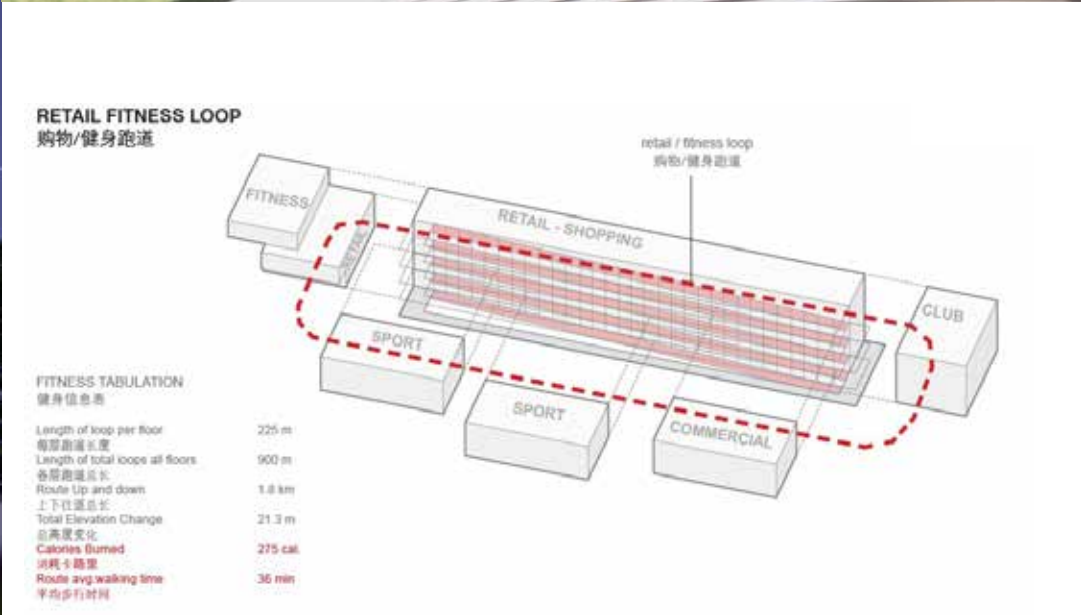 RETAIL FITNESS LOOP
购物/健身跑道
retail / fitness loop
购物/健身跑道
FITNESS
RETAIL
RETAIL - SHOPPING
CLUB
SPORT
SPORT
COMMERCIAL
FITNESS TABULATION
健身信息表
Length of loop per floor 225 m
每层跑道长度
Length of total loops all floors 900 m
各层跑道总长
Route Up and down 1.8 km
上下往返总长
Total Elevation Change 21.3 m
总高度变化
Calories Burned 275 cal.
消耗卡路里
Route avg.walking time 36 min
平均步行时间